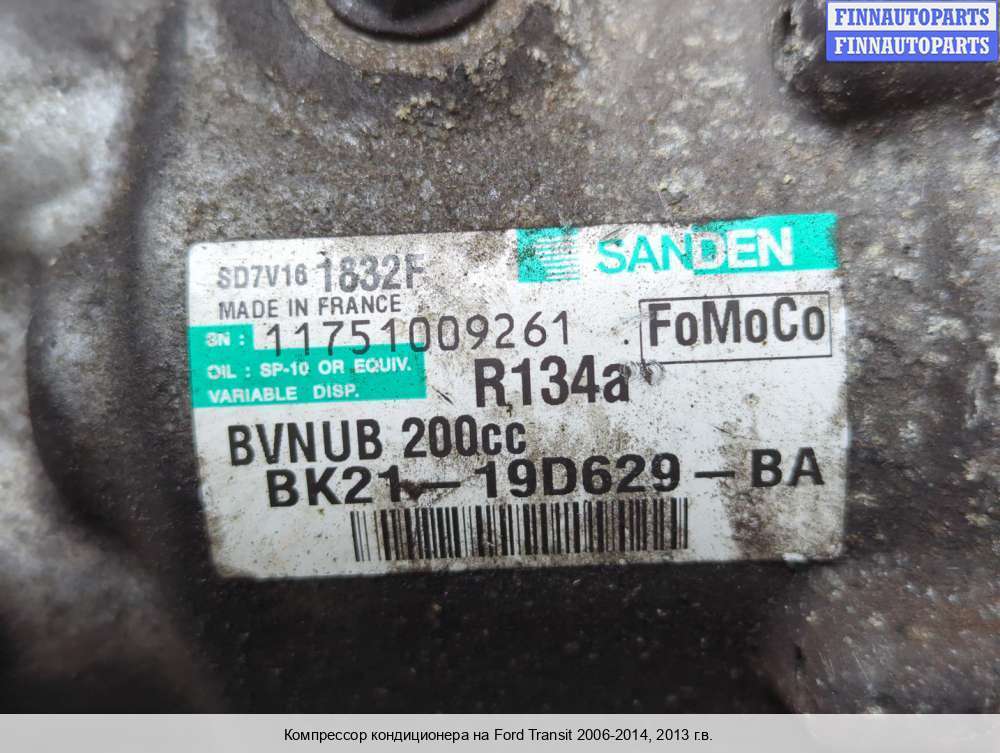 FINNAUTOPARTS
FINNAUTOPARTS
SANDEN
SD7V16 1832F
MADE IN FRANCE
SN : 11751009261
FoMoCo
OIL : SP-10 OR EQUIV.
VARIABLE DISP.
R134a
BVNUB 200cc
BK21-19D629-BA
Компрессор кондиционера на Ford Transit 2006-2014, 2013 г.в.